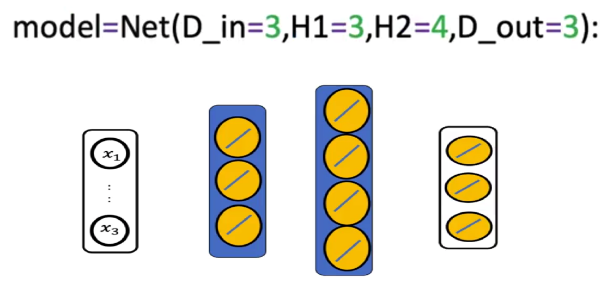 model=Net(D_in=3,H1=3,H2=4,D_out=3):
x₁
⋮
x₃